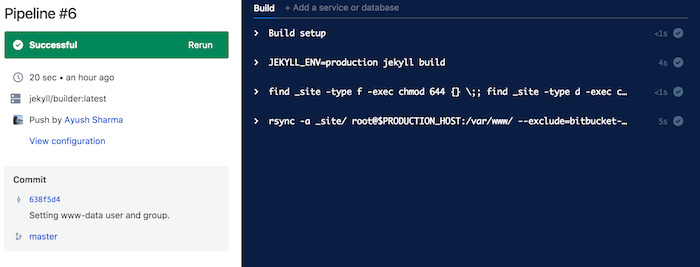 Pipeline #6
Successful Rerun
20 sec • an hour ago
jekyll/builder:latest
Push by Ayush Sharma
View configuration
Commit
638f5d4
Setting www-data user and group.
master
Build + Add a service or database
Build setup <1s
JEKYLL_ENV=production jekyll build 4s
find _site -type f -exec chmod 644 {} \;; find _site -type d -exec c… <1s
rsync -a _site/ root@$PRODUCTION_HOST:/var/www/ --exclude=bitbucket-… 5s